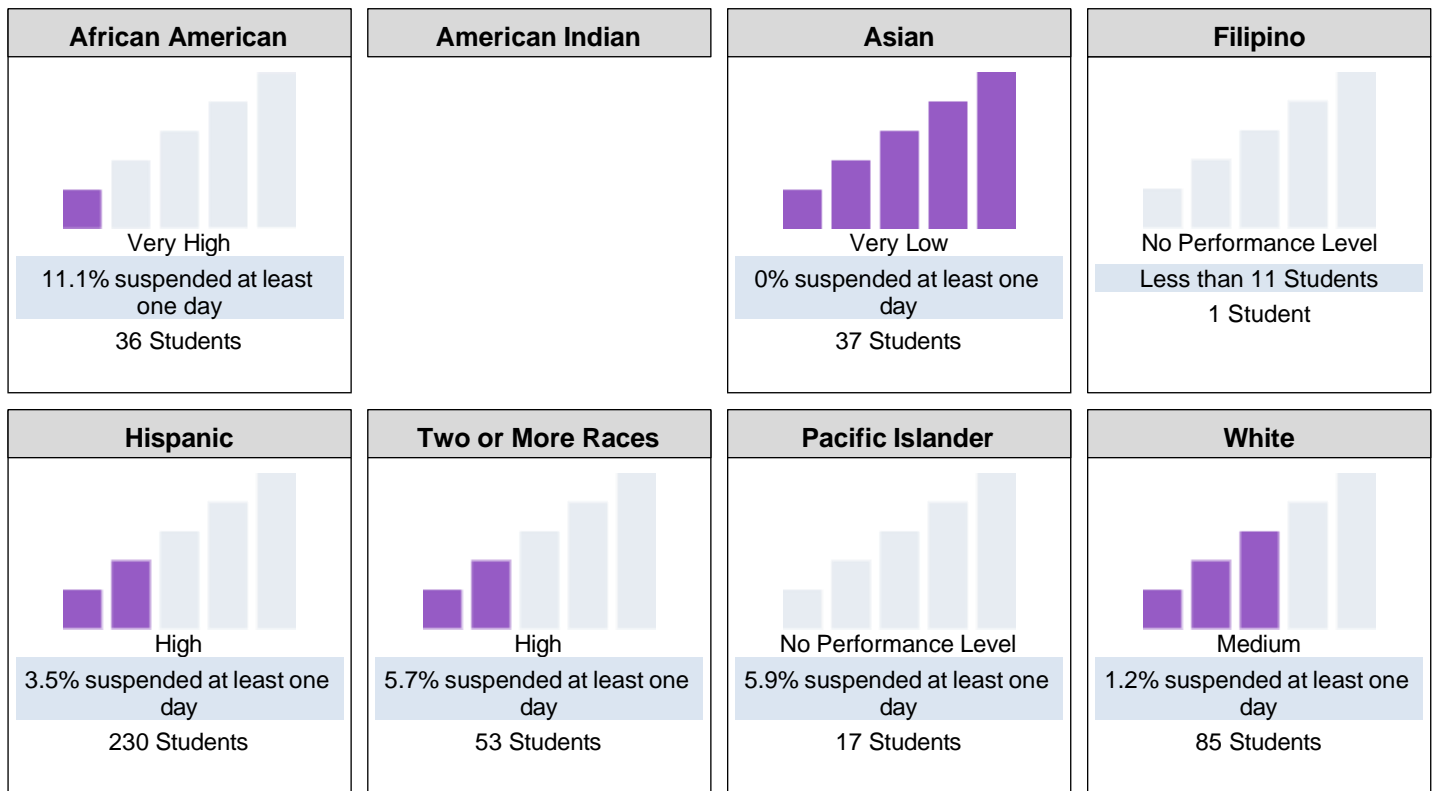 African American
Very High
11.1% suspended at least
one day
36 Students
American Indian
Asian
Very Low
0% suspended at least one
day
37 Students
Filipino
No Performance Level
Less than 11 Students
1 Student
Hispanic
High
3.5% suspended at least one
day
230 Students
Two or More Races
High
5.7% suspended at least one
day
53 Students
Pacific Islander
No Performance Level
5.9% suspended at least one
day
17 Students
White
Medium
1.2% suspended at least one
day
85 Students